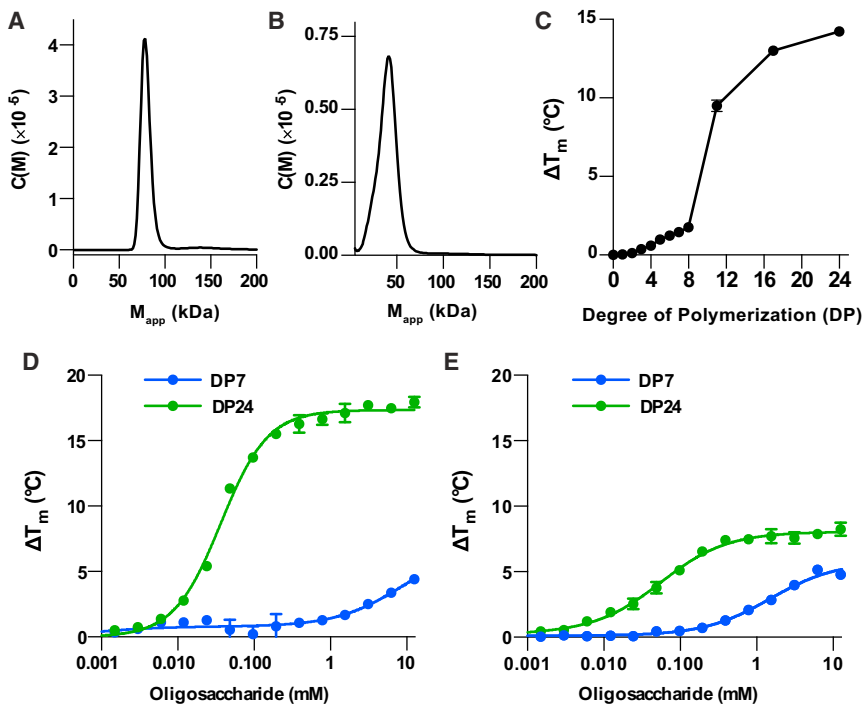 A
C(M) (×10⁻⁵)
4
3
2
1
0
0
50
100
150
200
M_app (kDa)
B
C(M) (×10⁻⁵)
0.75
0.50
0.25
0.00
50
100
150
200
M_app (kDa)
C
ΔT_m (°C)
15
10
5
0
0
4
8
12
16
20
24
Degree of Polymerization (DP)
D
DP7
DP24
ΔT_m (°C)
20
15
10
5
0
0.001
0.010
0.100
1
10
Oligosaccharide (mM)
E
DP7
DP24
ΔT_m (°C)
20
15
10
5
0
0.001
0.010
0.100
1
10
Oligosaccharide (mM)